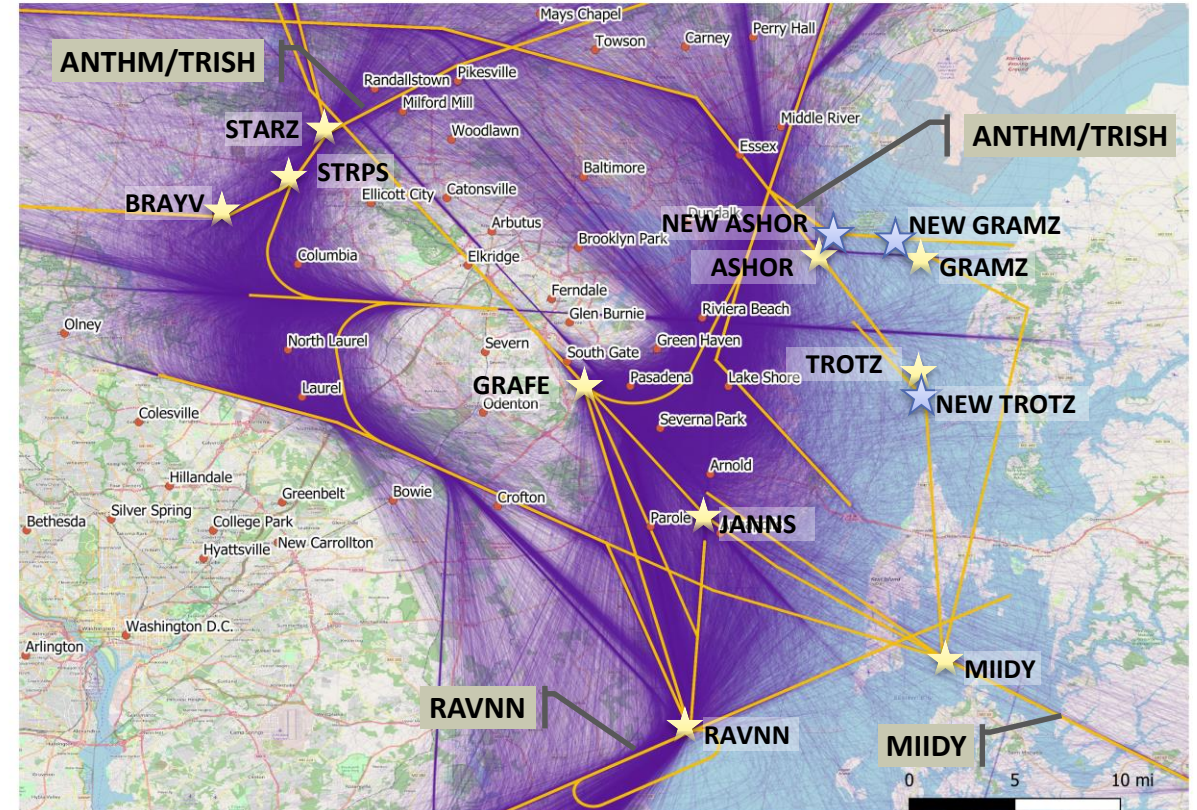 Mays Chapel
Towson
Carney
Perry Hall
ANTHM/TRISH
Randallstown
Pikesville
Milford Mill
Middle River
STARZ
Woodlawn
Essex
ANTHM/TRISH
STRPS
Baltimore
Ellicott City
Catonsville
BRAYV
Dundalk
Arbutus
NEW ASHOR
NEW GRAMZ
Brooklyn Park
Columbia
Elkridge
ASHOR
GRAMZ
Ferndale
Glen Burnie
Riviera Beach
Olney
North Laurel
Severn
South Gate
Green Haven
TROTZ
GRAFE
Pasadena
Lake Shore
Laurel
Odenton
NEW TROTZ
Colesville
Severna Park
Hillandale
Arnold
Greenbelt
Bowie
Crofton
Bethesda
Silver Spring
College Park
Parole
JANNS
Hyattsville
New Carrollton
Washington D.C.
Arlington
MIIDY
RAVNN
RAVNN
MIIDY
0 5 10 mi